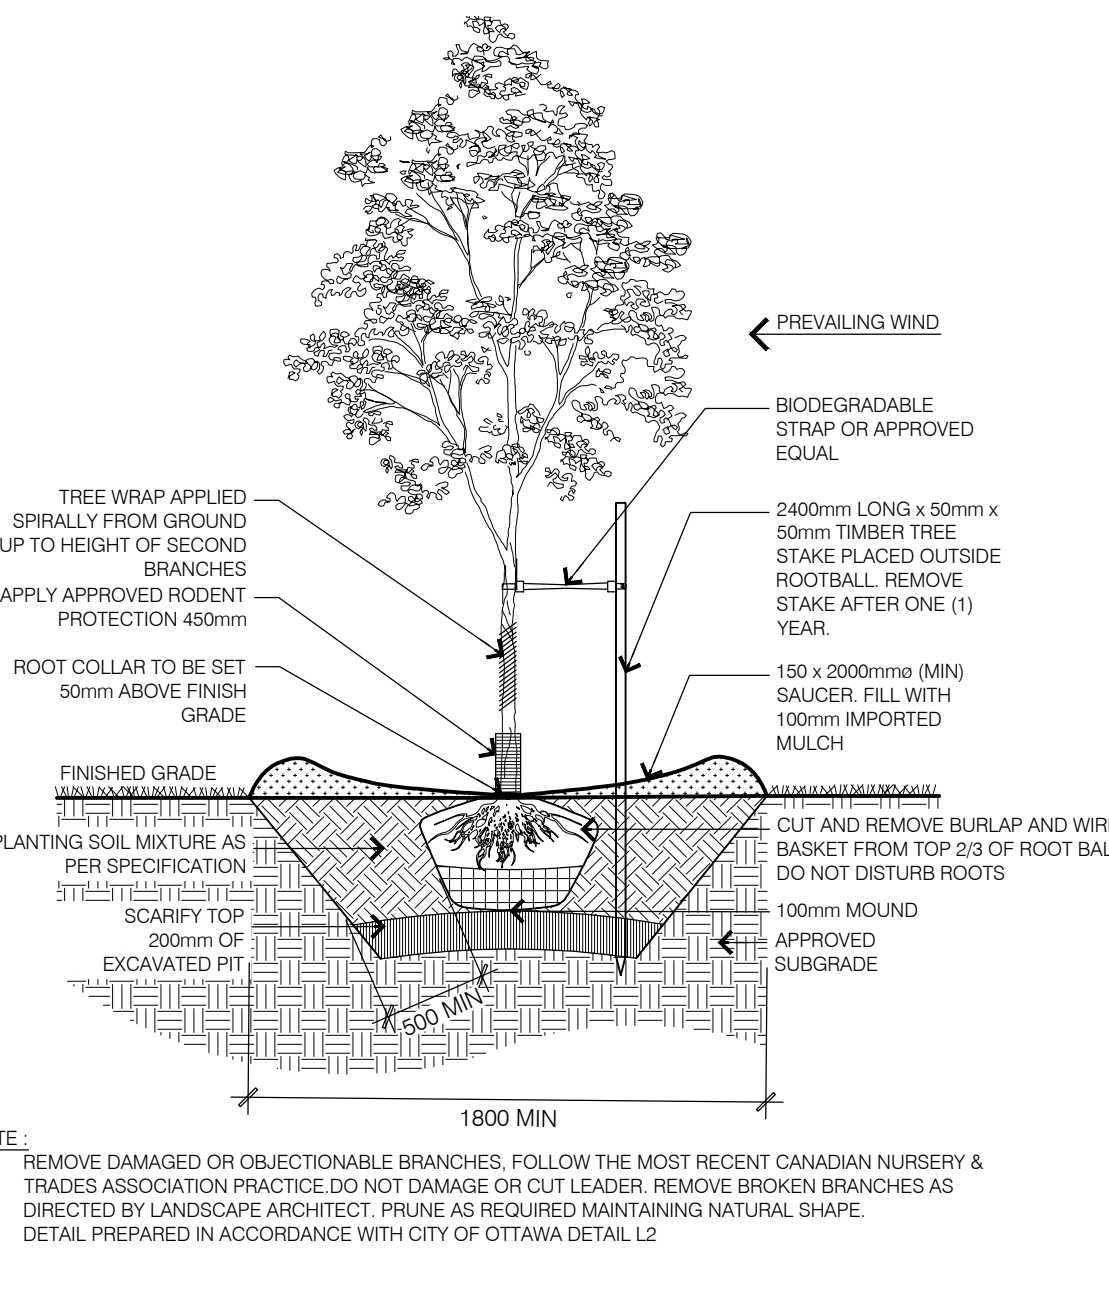 PREVAILING WIND
BIODEGRADABLE
STRAP OR APPROVED
EQUAL
TREE WRAP APPLIED
SPIRALLY FROM GROUND
UP TO HEIGHT OF SECOND
BRANCHES
2400mm LONG x 50mm x
50mm TIMBER TREE
STAKE PLACED OUTSIDE
ROOTBALL. REMOVE
STAKE AFTER ONE (1)
YEAR.
APPLY APPROVED RODENT
PROTECTION 450mm
ROOT COLLAR TO BE SET
50mm ABOVE FINISH
GRADE
150 x 2000mmø (MIN)
SAUCER. FILL WITH
100mm IMPORTED
MULCH
FINISHED GRADE
PLANTING SOIL MIXTURE AS
PER SPECIFICATION
CUT AND REMOVE BURLAP AND WIR
BASKET FROM TOP 2/3 OF ROOT BAL
DO NOT DISTURB ROOTS
SCARIFY TOP
200mm OF
EXCAVATED PIT
100mm MOUND
APPROVED
SUBGRADE
500 MIN
1800 MIN
TE :
REMOVE DAMAGED OR OBJECTIONABLE BRANCHES, FOLLOW THE MOST RECENT CANADIAN NURSERY &
TRADES ASSOCIATION PRACTICE.DO NOT DAMAGE OR CUT LEADER. REMOVE BROKEN BRANCHES AS
DIRECTED BY LANDSCAPE ARCHITECT. PRUNE AS REQUIRED MAINTAINING NATURAL SHAPE.
DETAIL PREPARED IN ACCORDANCE WITH CITY OF OTTAWA DETAIL L2